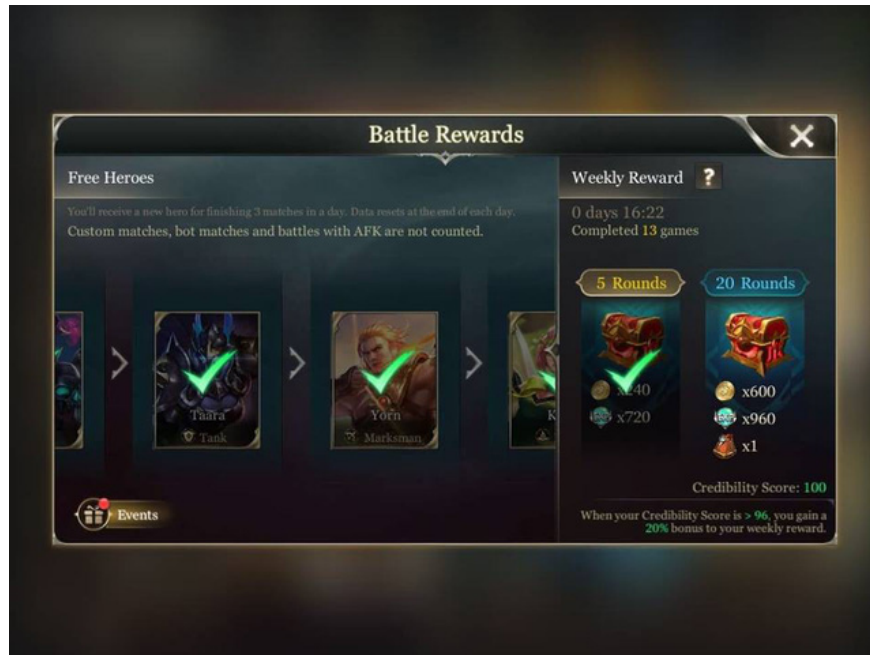 Battle Rewards
Free Heroes
You'll receive a new hero for finishing 3 matches in a day. Data resets at the end of each day.
Custom matches, bot matches and battles with AFK are not counted.
Taara
Tank
Yorn
Marksman
K
Events
Weekly Reward ?
0 days 16:22
Completed 13 games
5 Rounds
x240
x720
20 Rounds
x600
x960
x1
Credibility Score: 100
When your Credibility Score is > 96, you gain a
20% bonus to your weekly reward.